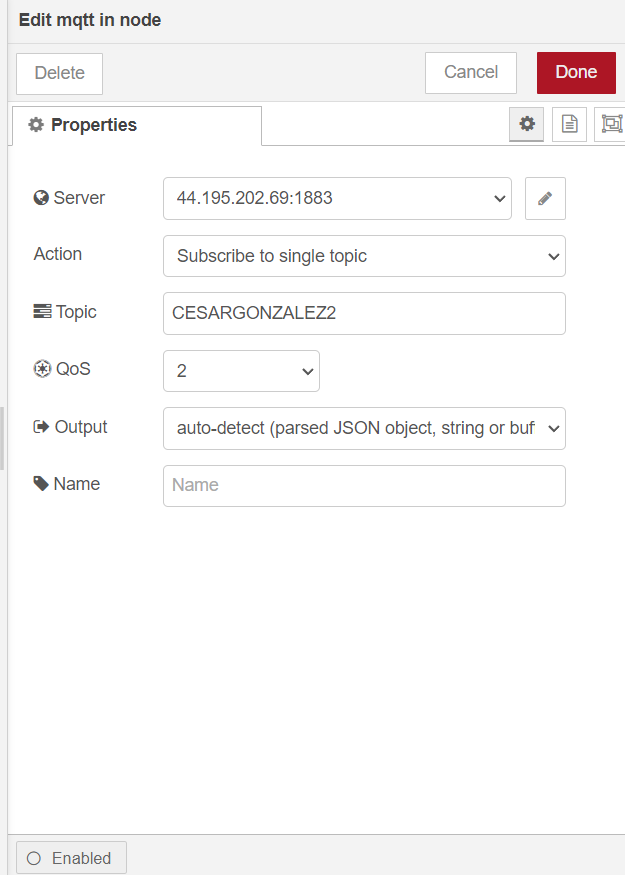 Edit mqtt in node
Delete
Cancel
Done
Properties
Server
44.195.202.69:1883
Action
Subscribe to single topic
Topic
CESARGONZALEZ2
QoS
2
Output
auto-detect (parsed JSON object, string or buf
Name
Name
Enabled